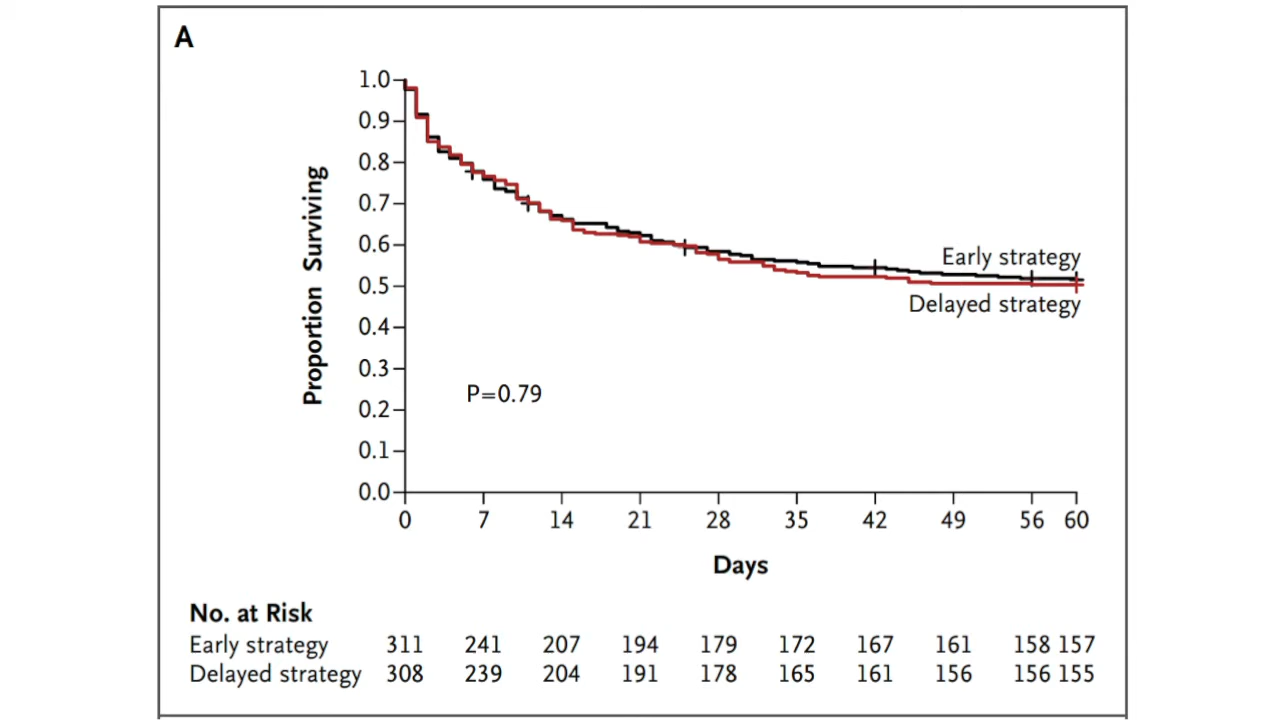 A
1.0
0.9
0.8
0.7
0.6
0.5
0.4
0.3
0.2
0.1
0.0
Proportion Surviving
Early strategy
Delayed strategy
P=0.79
0 7 14 21 28 35 42 49 56 60
Days
No. at Risk
Early strategy 311 241 207 194 179 172 167 161 158 157
Delayed strategy 308 239 204 191 178 165 161 156 156 155